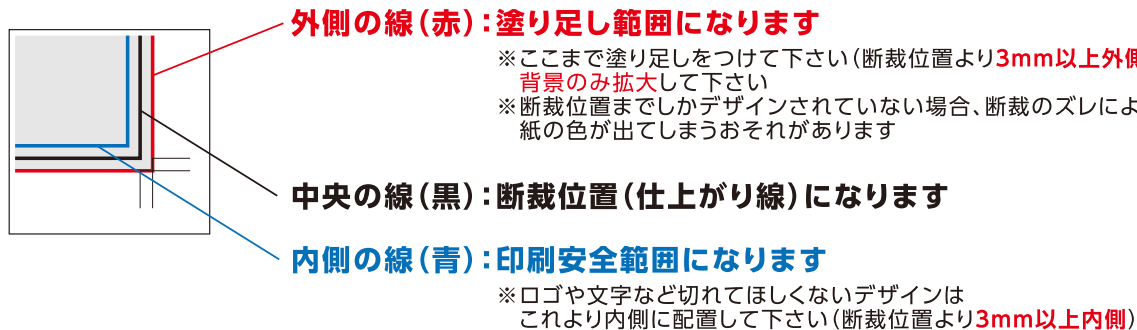 外側の線（赤）：塗り足し範囲になります
※ここまで塗り足しをつけて下さい（断裁位置より3mm以上外側
背景のみ拡大して下さい
※断裁位置までしかデザインされていない場合、断裁のズレによ
紙の色が出てしまうおそれがあります
中央の線（黒）：断裁位置（仕上がり線）になります
内側の線（青）：印刷安全範囲になります
※ロゴや文字など切れてほしくないデザインは
これより内側に配置して下さい（断裁位置より3mm以上内側）